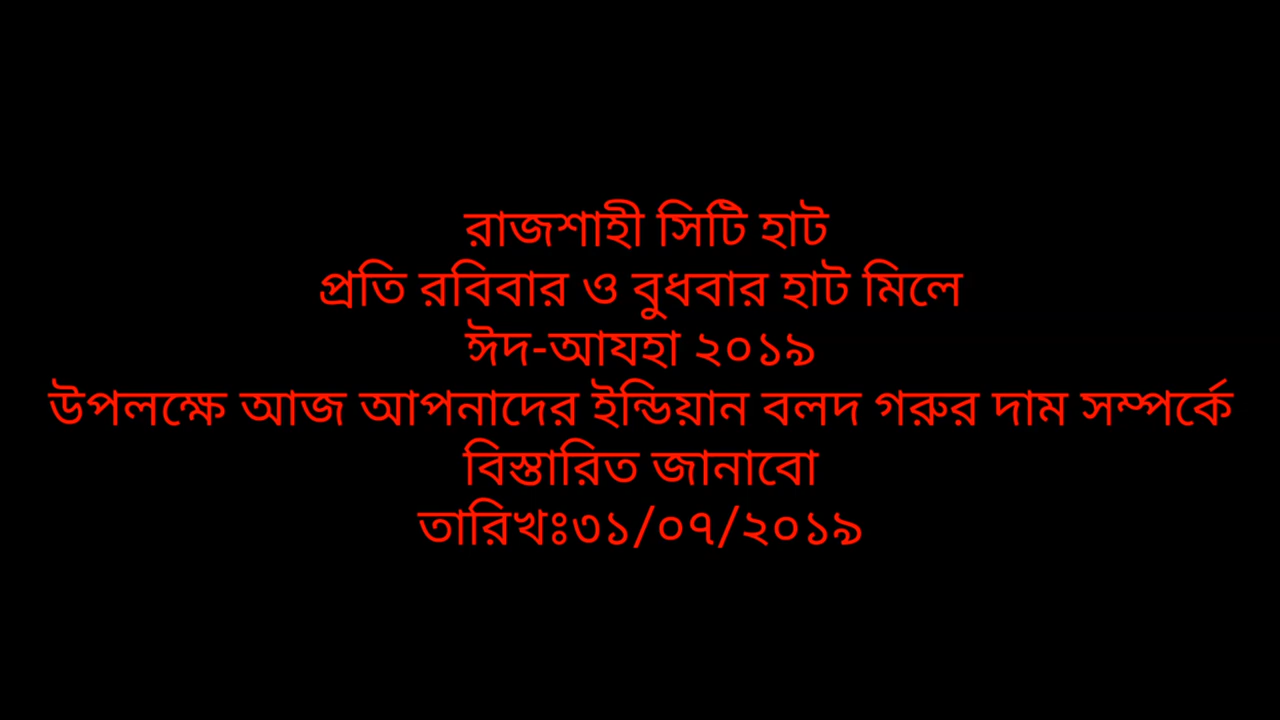 রাজশাহী সিটি হাট
প্রতি রবিবার ও বুধবার হাট মিলে
ঈদ-আযহা ২০১৯
উপলক্ষে আজ আপনাদের ইন্ডিয়ান বলদ গরুর দাম সম্পর্কে
বিস্তারিত জানাবো
তারিখঃ৩১/০৭/২০১৯